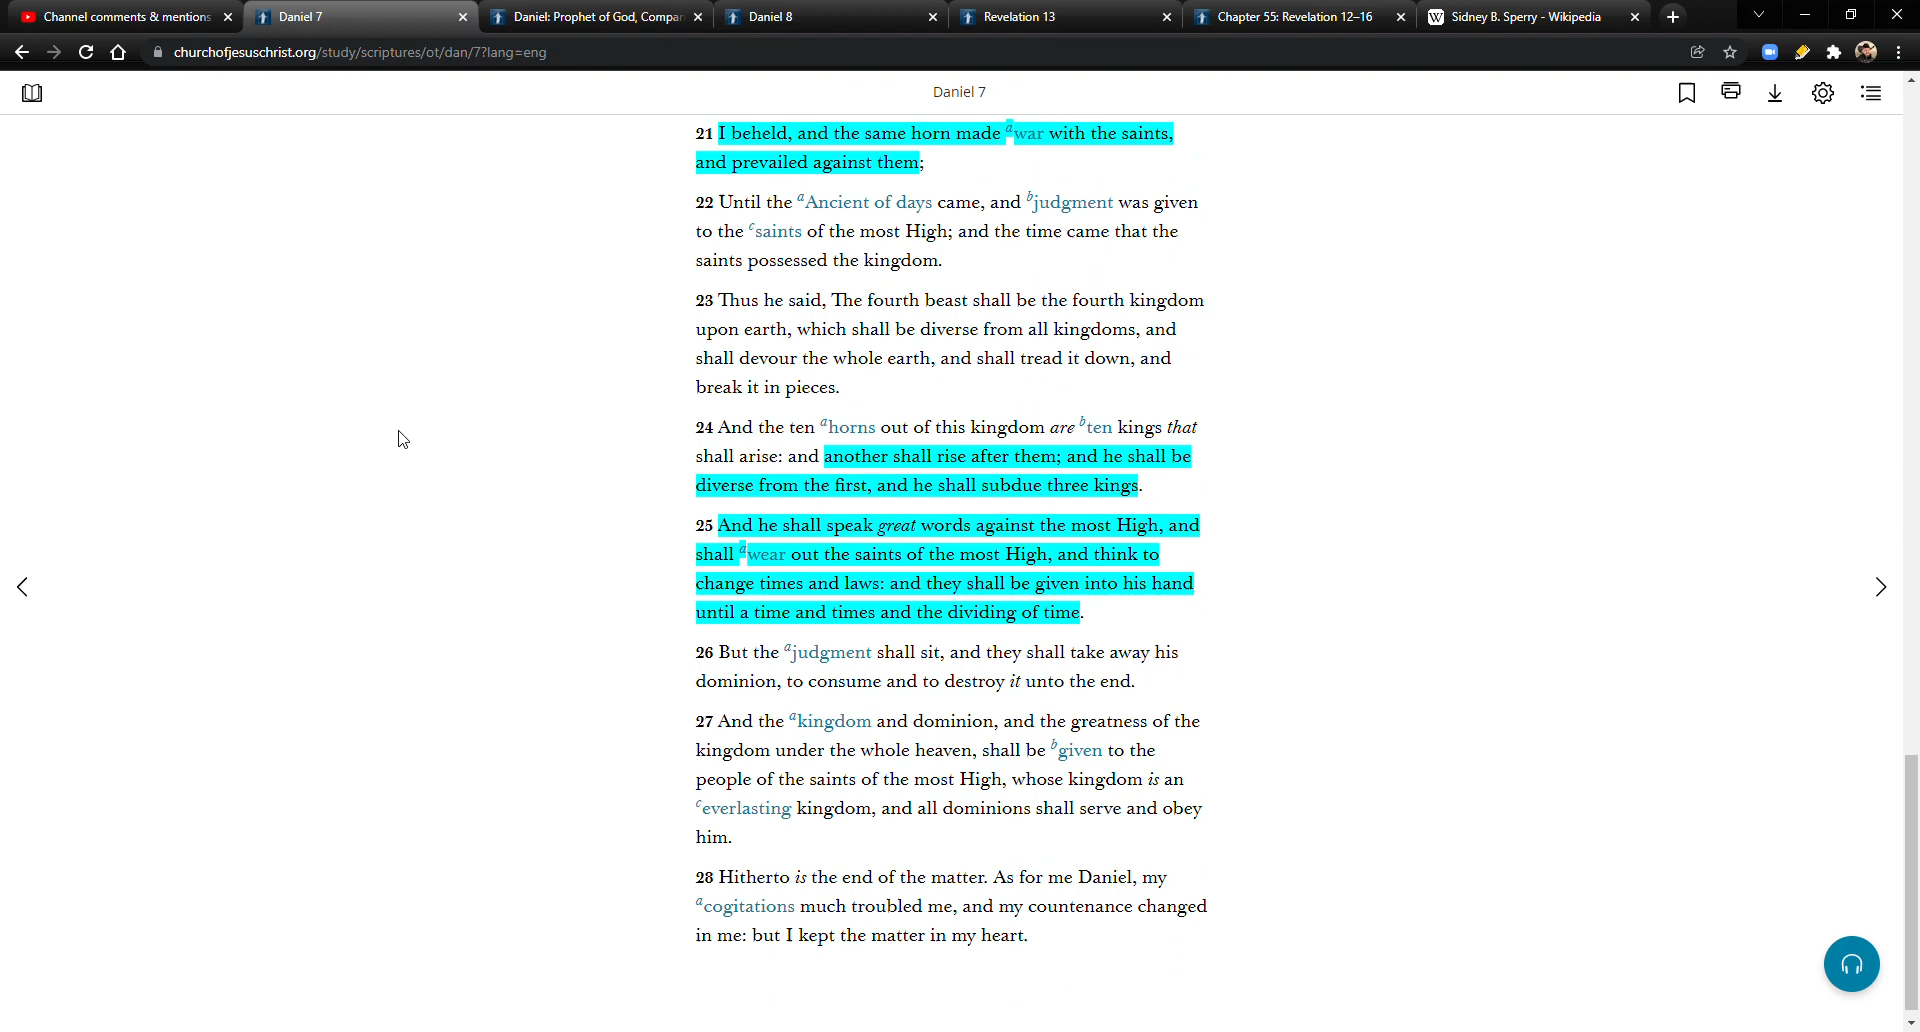 Channel comments & mentions
Daniel 7
Daniel: Prophet of God, Compan
Daniel 8
Revelation 13
Chapter 55: Revelation 12–16
W Sidney B. Sperry - Wikipedia
churchofjesuschrist.org/study/scriptures/ot/dan/7?lang=eng
Daniel 7
21 I beheld, and the same horn made a war with the saints,
and prevailed against them;
22 Until the a Ancient of days came, and b judgment was given
to the c saints of the most High; and the time came that the
saints possessed the kingdom.
23 Thus he said, The fourth beast shall be the fourth kingdom
upon earth, which shall be diverse from all kingdoms, and
shall devour the whole earth, and shall tread it down, and
break it in pieces.
24 And the ten a horns out of this kingdom are b ten kings that
shall arise: and another shall rise after them; and he shall be
diverse from the first, and he shall subdue three kings.
25 And he shall speak great words against the most High, and
shall a wear out the saints of the most High, and think to
change times and laws: and they shall be given into his hand
until a time and times and the dividing of time.
26 But the a judgment shall sit, and they shall take away his
dominion, to consume and to destroy it unto the end.
27 And the a kingdom and dominion, and the greatness of the
kingdom under the whole heaven, shall be b given to the
people of the saints of the most High, whose kingdom is an
c everlasting kingdom, and all dominions shall serve and obey
him.
28 Hitherto is the end of the matter. As for me Daniel, my
a cogitations much troubled me, and my countenance changed
in me: but I kept the matter in my heart.